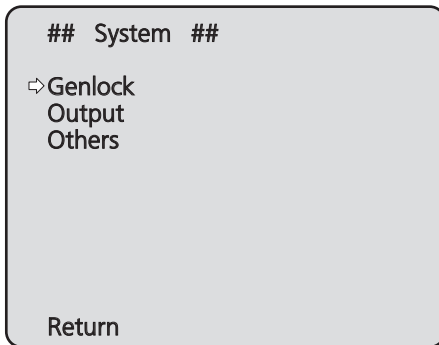 ## System ##
⇨Genlock
Output
Others
Return